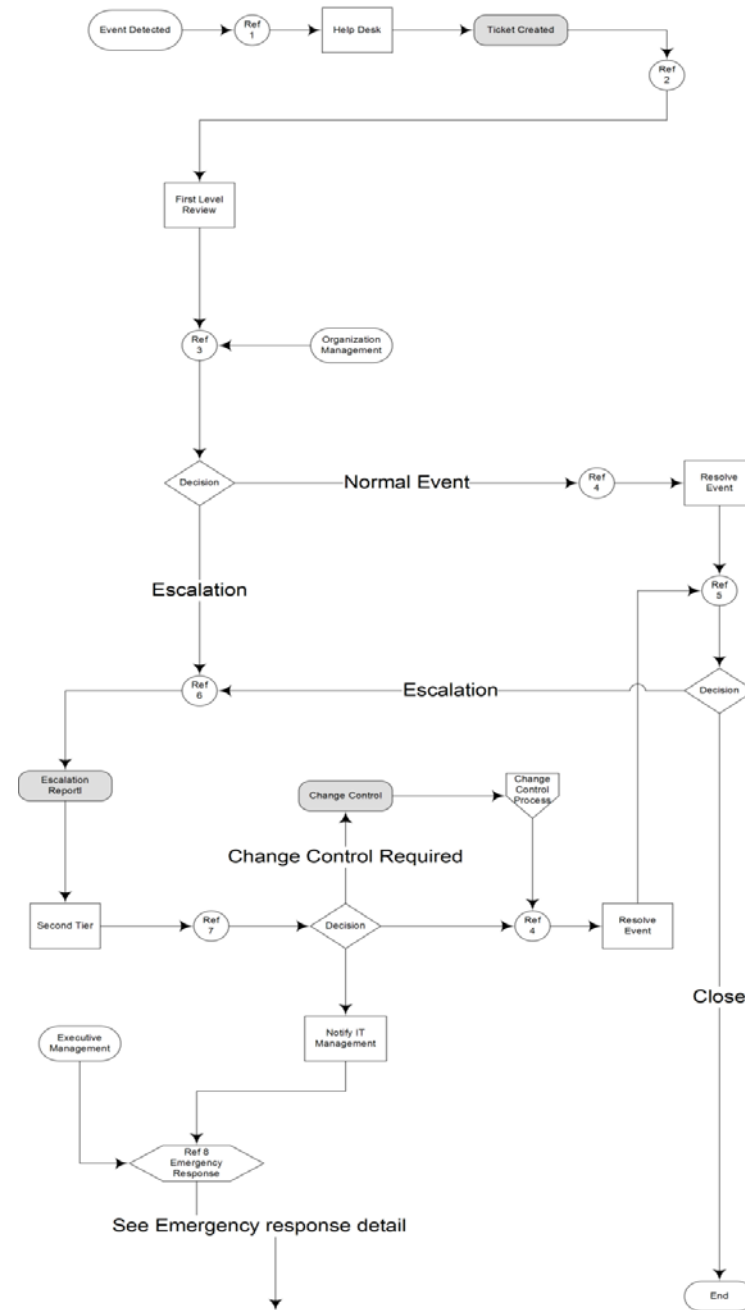 Event Detected
Ref
1
Help Desk
Ticket Created
Ref
2
First Level
Review
Ref
3
Organization
Management
Decision
Normal Event
Ref
4
Resolve
Event
Escalation
Ref
5
Ref
6
Escalation
Decision
Escalation
Reportl
Change Control
Change
Control
Process
Change Control Required
Second Tier
Ref
7
Decision
Ref
4
Resolve
Event
Close
Executive
Management
Notify IT
Management
Ref 8
Emergency
Response
See Emergency response detail
End